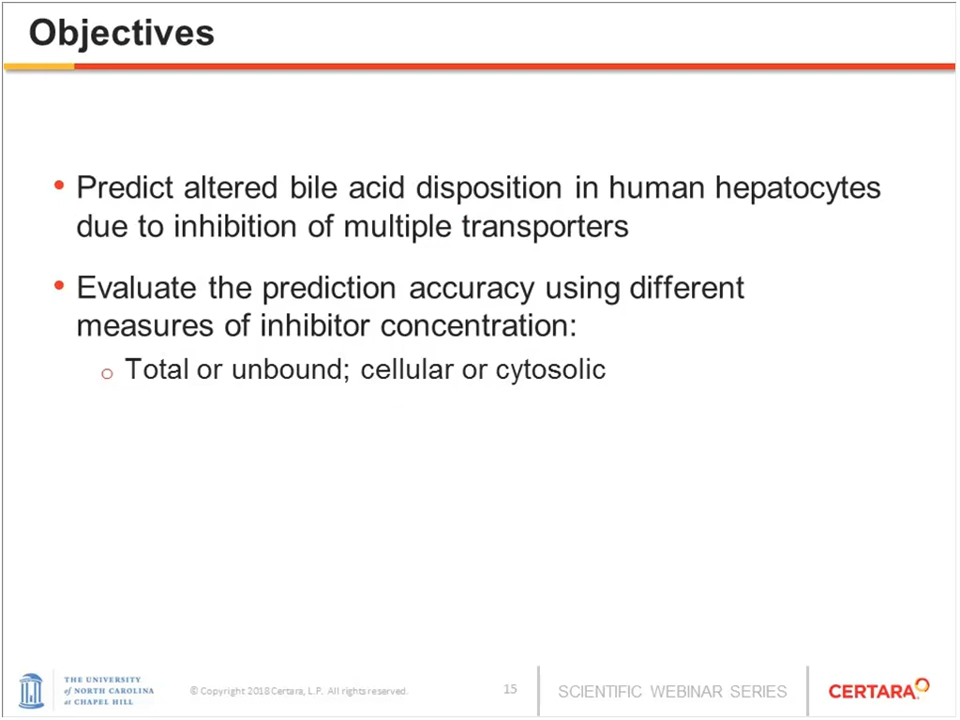 Objectives
• Predict altered bile acid disposition in human hepatocytes
due to inhibition of multiple transporters
• Evaluate the prediction accuracy using different
measures of inhibitor concentration:
o Total or unbound; cellular or cytosolic
THE UNIVERSITY
of NORTH CAROLINA
at CHAPEL HILL
© Copyright 2018 Certara, L.P. All rights reserved.
15
SCIENTIFIC WEBINAR SERIES
CERTARA